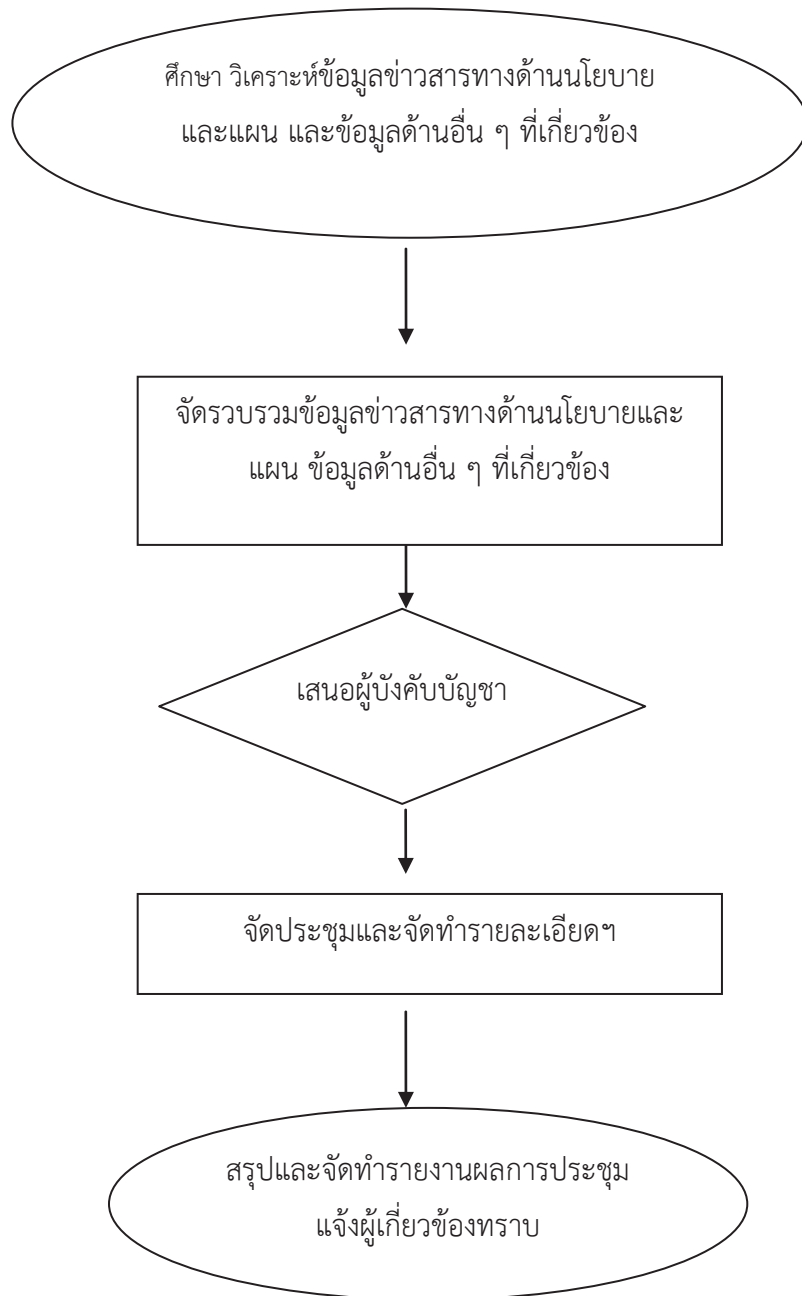 ศึกษา วิเคราะห์ข้อมูลข่าวสารทางด้านนโยบาย
และแผน และข้อมูลด้านอื่น ๆ ที่เกี่ยวข้อง
จัดรวบรวมข้อมูลข่าวสารทางด้านนโยบายและ
แผน ข้อมูลด้านอื่น ๆ ที่เกี่ยวข้อง
เสนอผู้บังคับบัญชา
จัดประชุมและจัดทำรายละเอียดฯ
สรุปและจัดทำรายงานผลการประชุม
แจ้งผู้เกี่ยวข้องทราบ